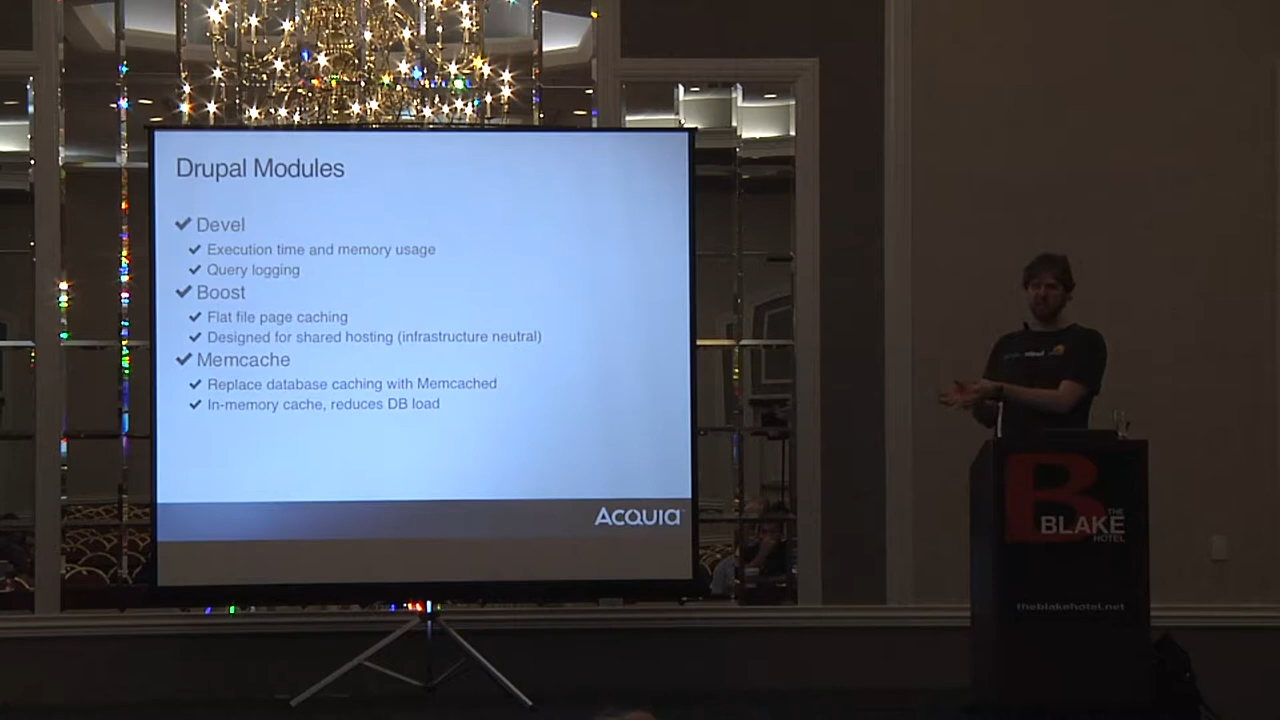 Drupal Modules
Devel
Execution time and memory usage
Query logging
Boost
Flat file page caching
Designed for shared hosting (infrastructure neutral)
Memcache
Replace database caching with Memcached
In-memory cache, reduces DB load
Acquia
B
THE
BLAKE
HOTEL
theblakehotel.net